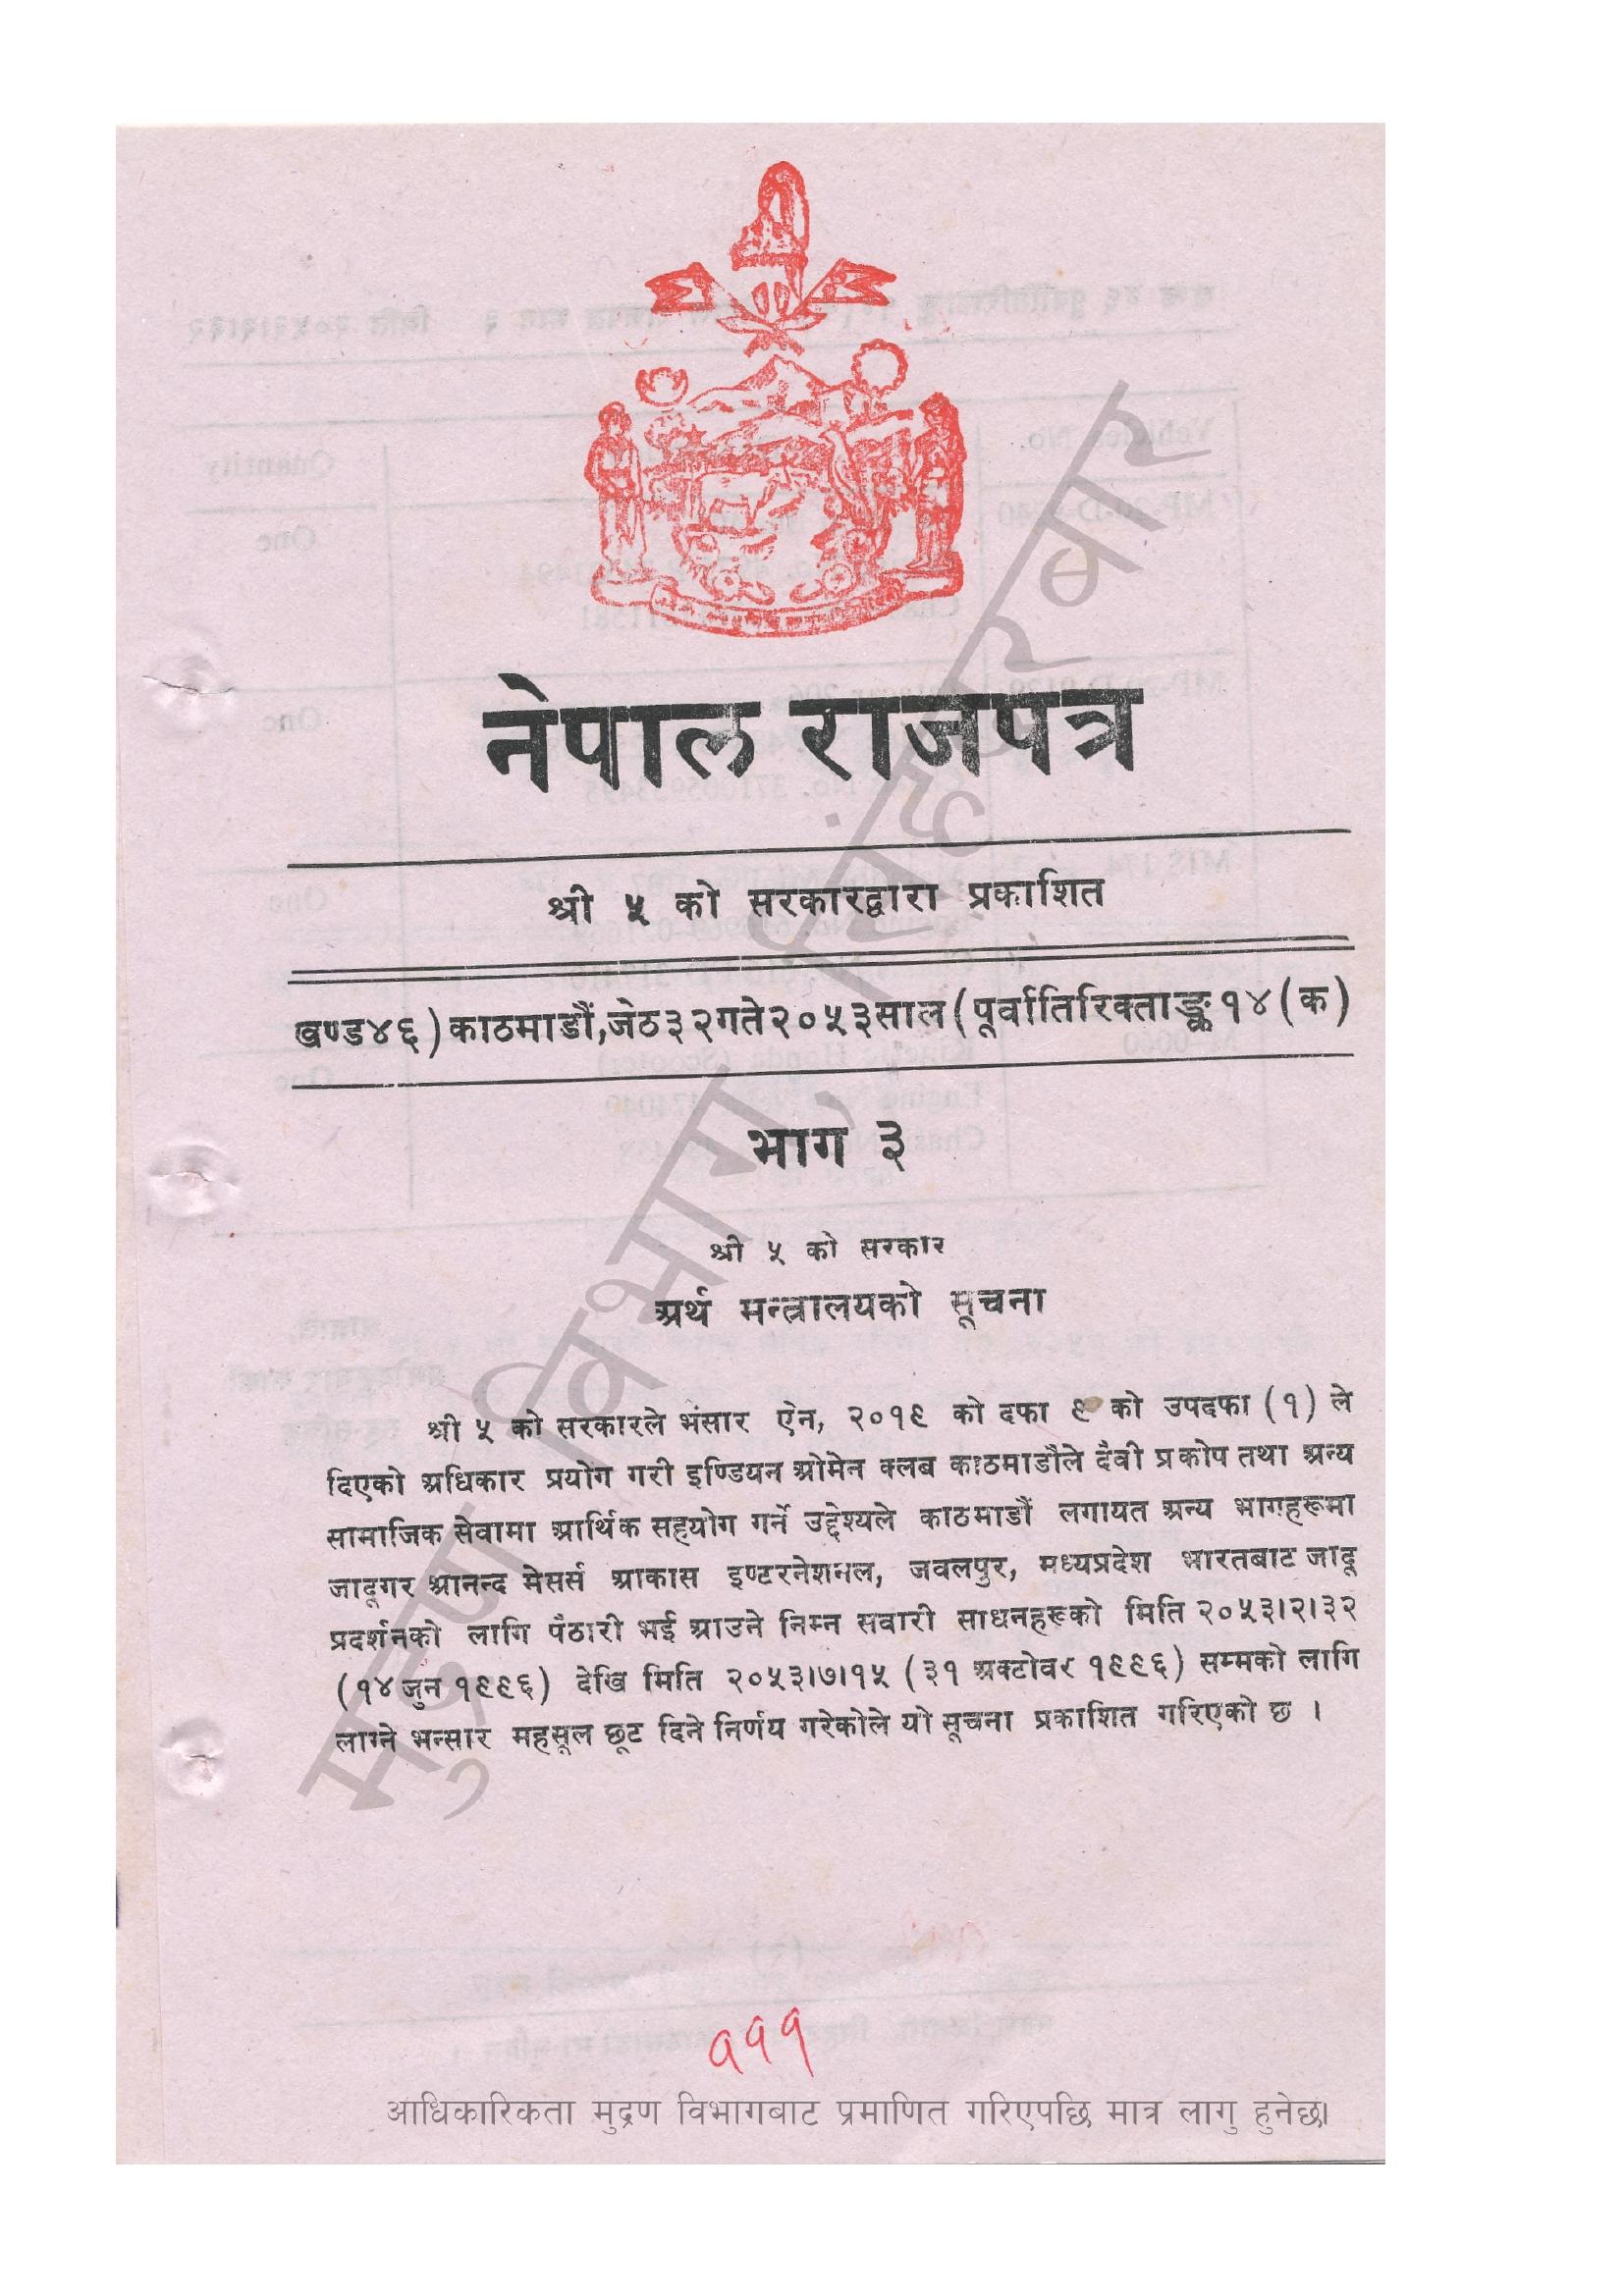 नेपाल राजपत्र
श्री ५ को सरकारद्वारा प्रकाशित
खण्ड४६) काठमाडौं,जेठ३२गते२०५३साल (पूर्वातिरिक्ताङ्क१४(क)
भाग ३
श्री ५ को सरकार
अर्थ मन्त्रालयको सूचना
श्री ५ को सरकारले भंसार ऐन, २०१९ को दफा ९ को उपदफा (१) ले
दिएको अधिकार प्रयोग गरी इण्डियन ओमेन क्लब काठमाडौले दैवी प्रकोप तथा अन्य
सामाजिक सेवामा आर्थिक सहयोग गर्ने उद्देश्यले काठमाडौं लगायत अन्य भागहरूमा
जादूगर आनन्द मेसर्स आकास इण्टरनेशनल, जवलपुर, मध्यप्रदेश भारतबाट जादू
प्रदर्शनको लागि पैठारी भई आउने निम्न सवारी साधनहरूको मिति २०५३।२।३२
(१४ जुन १९९६) देखि मिति २०५३।७।१५ (३१ अक्टोवर १९९६) सम्मको लागि
लाग्ने भन्सार महसूल छूट दिने निर्णय गरेकोले यो सूचना प्रकाशित गरिएको छ ।
१११
आधिकारिकता मुद्रण विभागबाट प्रमाणित गरिएपछि मात्र लागु हुनेछ।
मुद्रण विभाग, सिंहदरबार